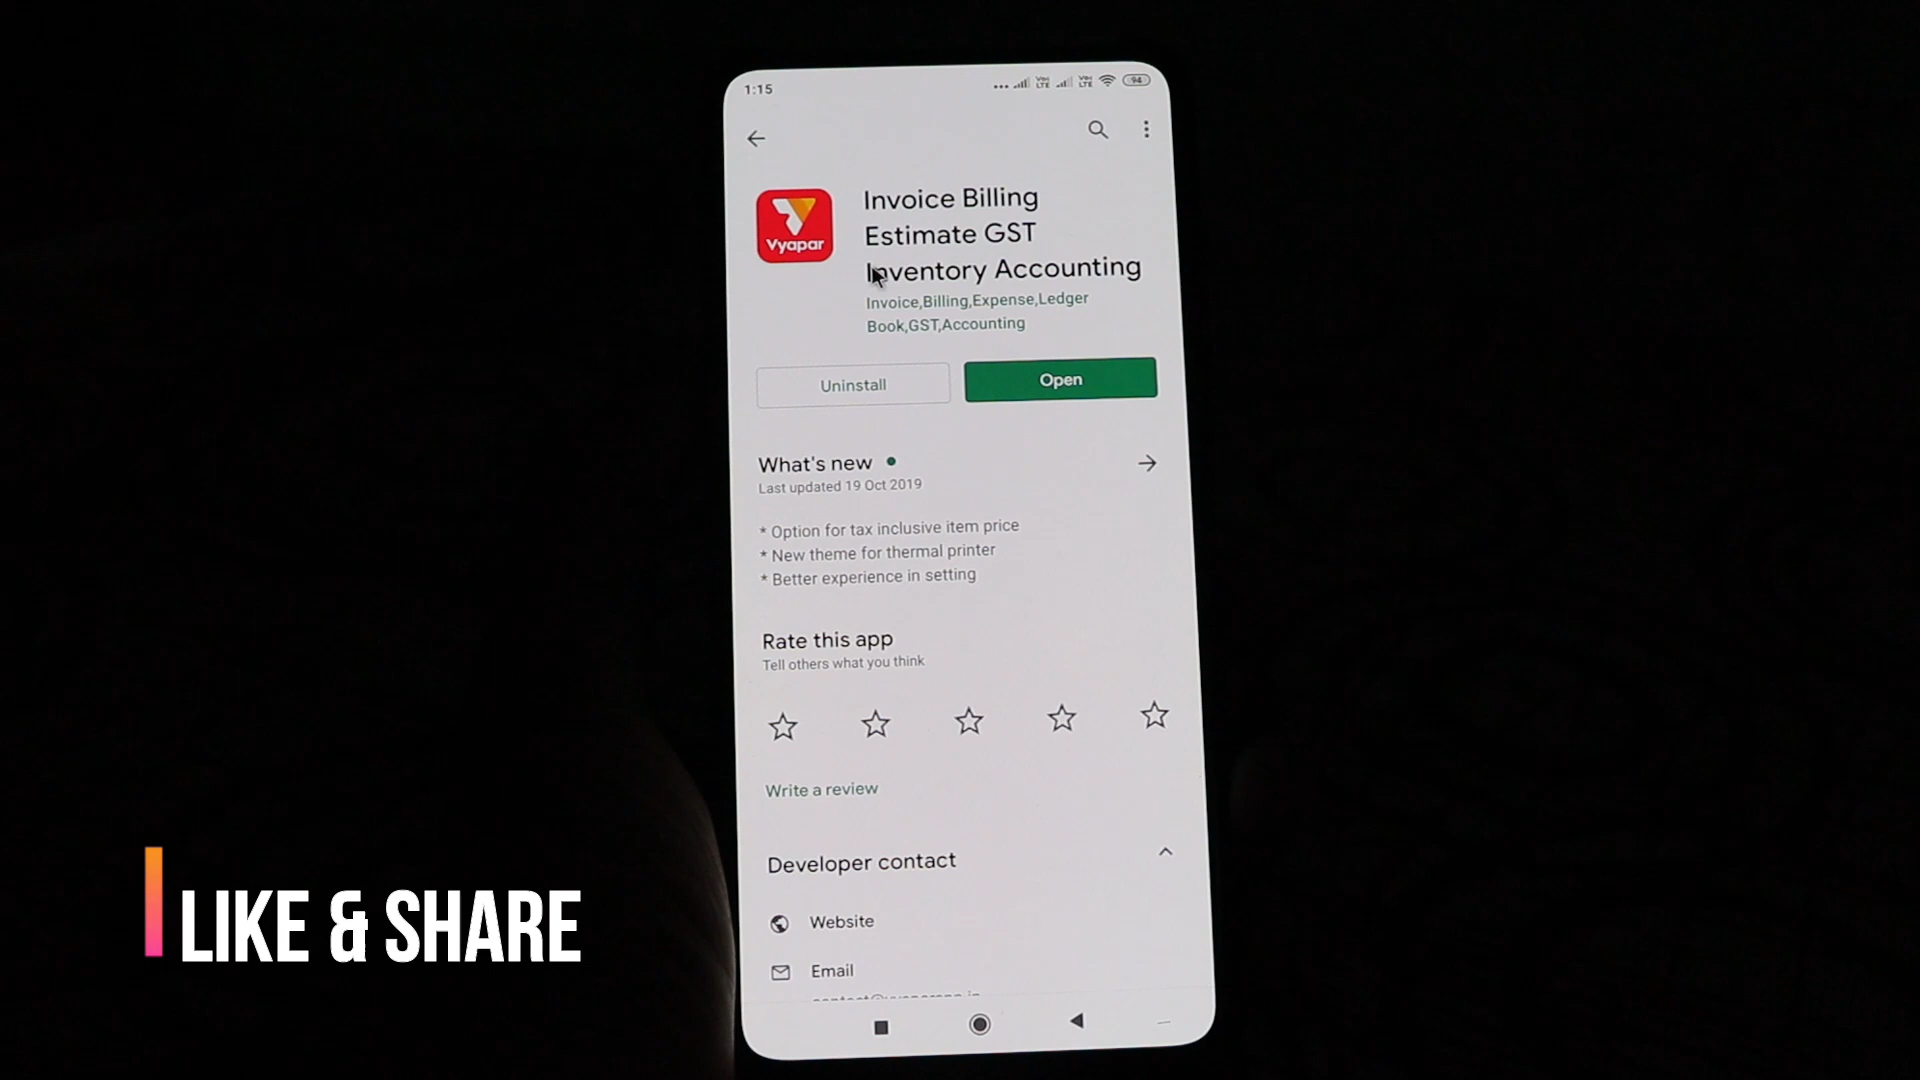 1:15
94
Vyapar
Invoice Billing
Estimate GST
Inventory Accounting
Invoice,Billing,Expense,Ledger
Book,GST,Accounting
Uninstall
Open
What's new
Last updated 19 Oct 2019
* Option for tax inclusive item price
* New theme for thermal printer
* Better experience in setting
Rate this app
Tell others what you think
Write a review
Developer contact
Website
Email
LIKE & SHARE